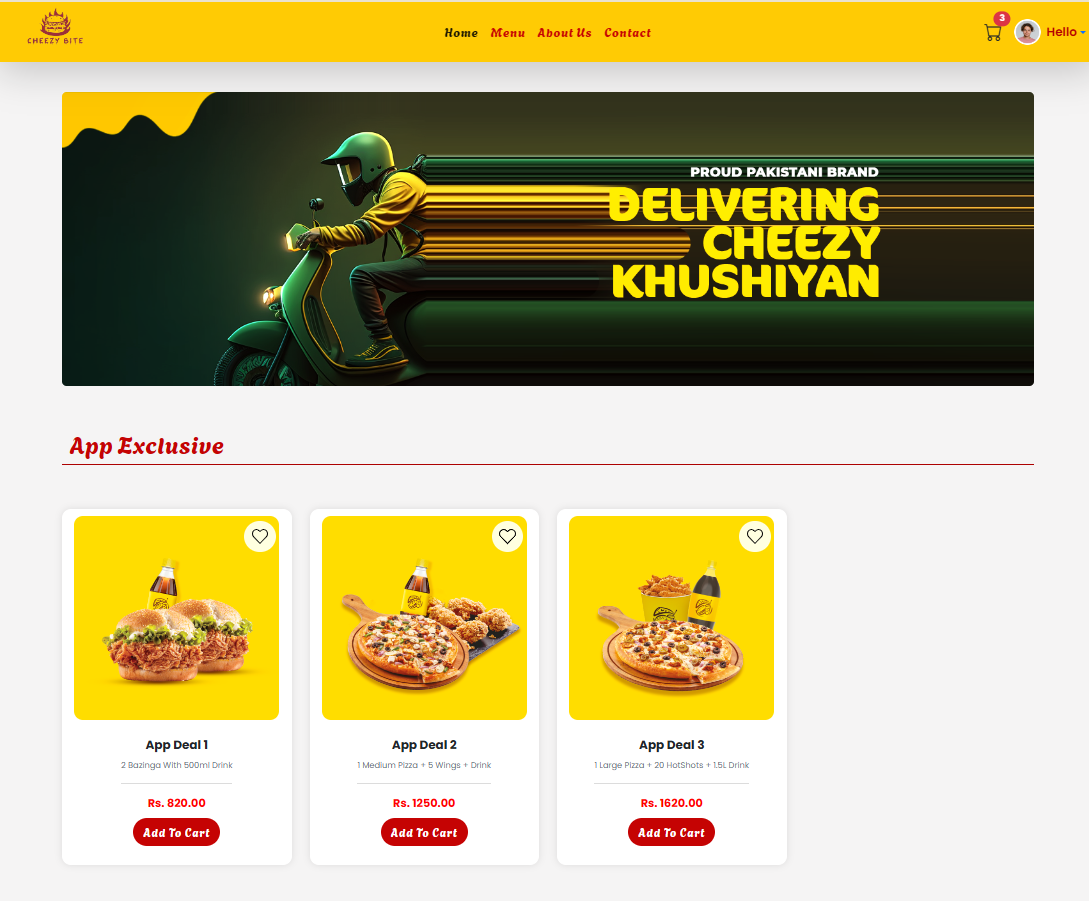 CHEEZY BITE
Home Menu About Us Contact
3
Hello
PROUD PAKISTANI BRAND
DELIVERING
CHEEZY
KHUSHIYAN
App Exclusive
App Deal 1
2 Bazinga With 500ml Drink
Rs. 820.00
Add To Cart
App Deal 2
1 Medium Pizza + 5 Wings + Drink
Rs. 1250.00
Add To Cart
App Deal 3
1 Large Pizza + 20 HotShots + 1.5L Drink
Rs. 1620.00
Add To Cart